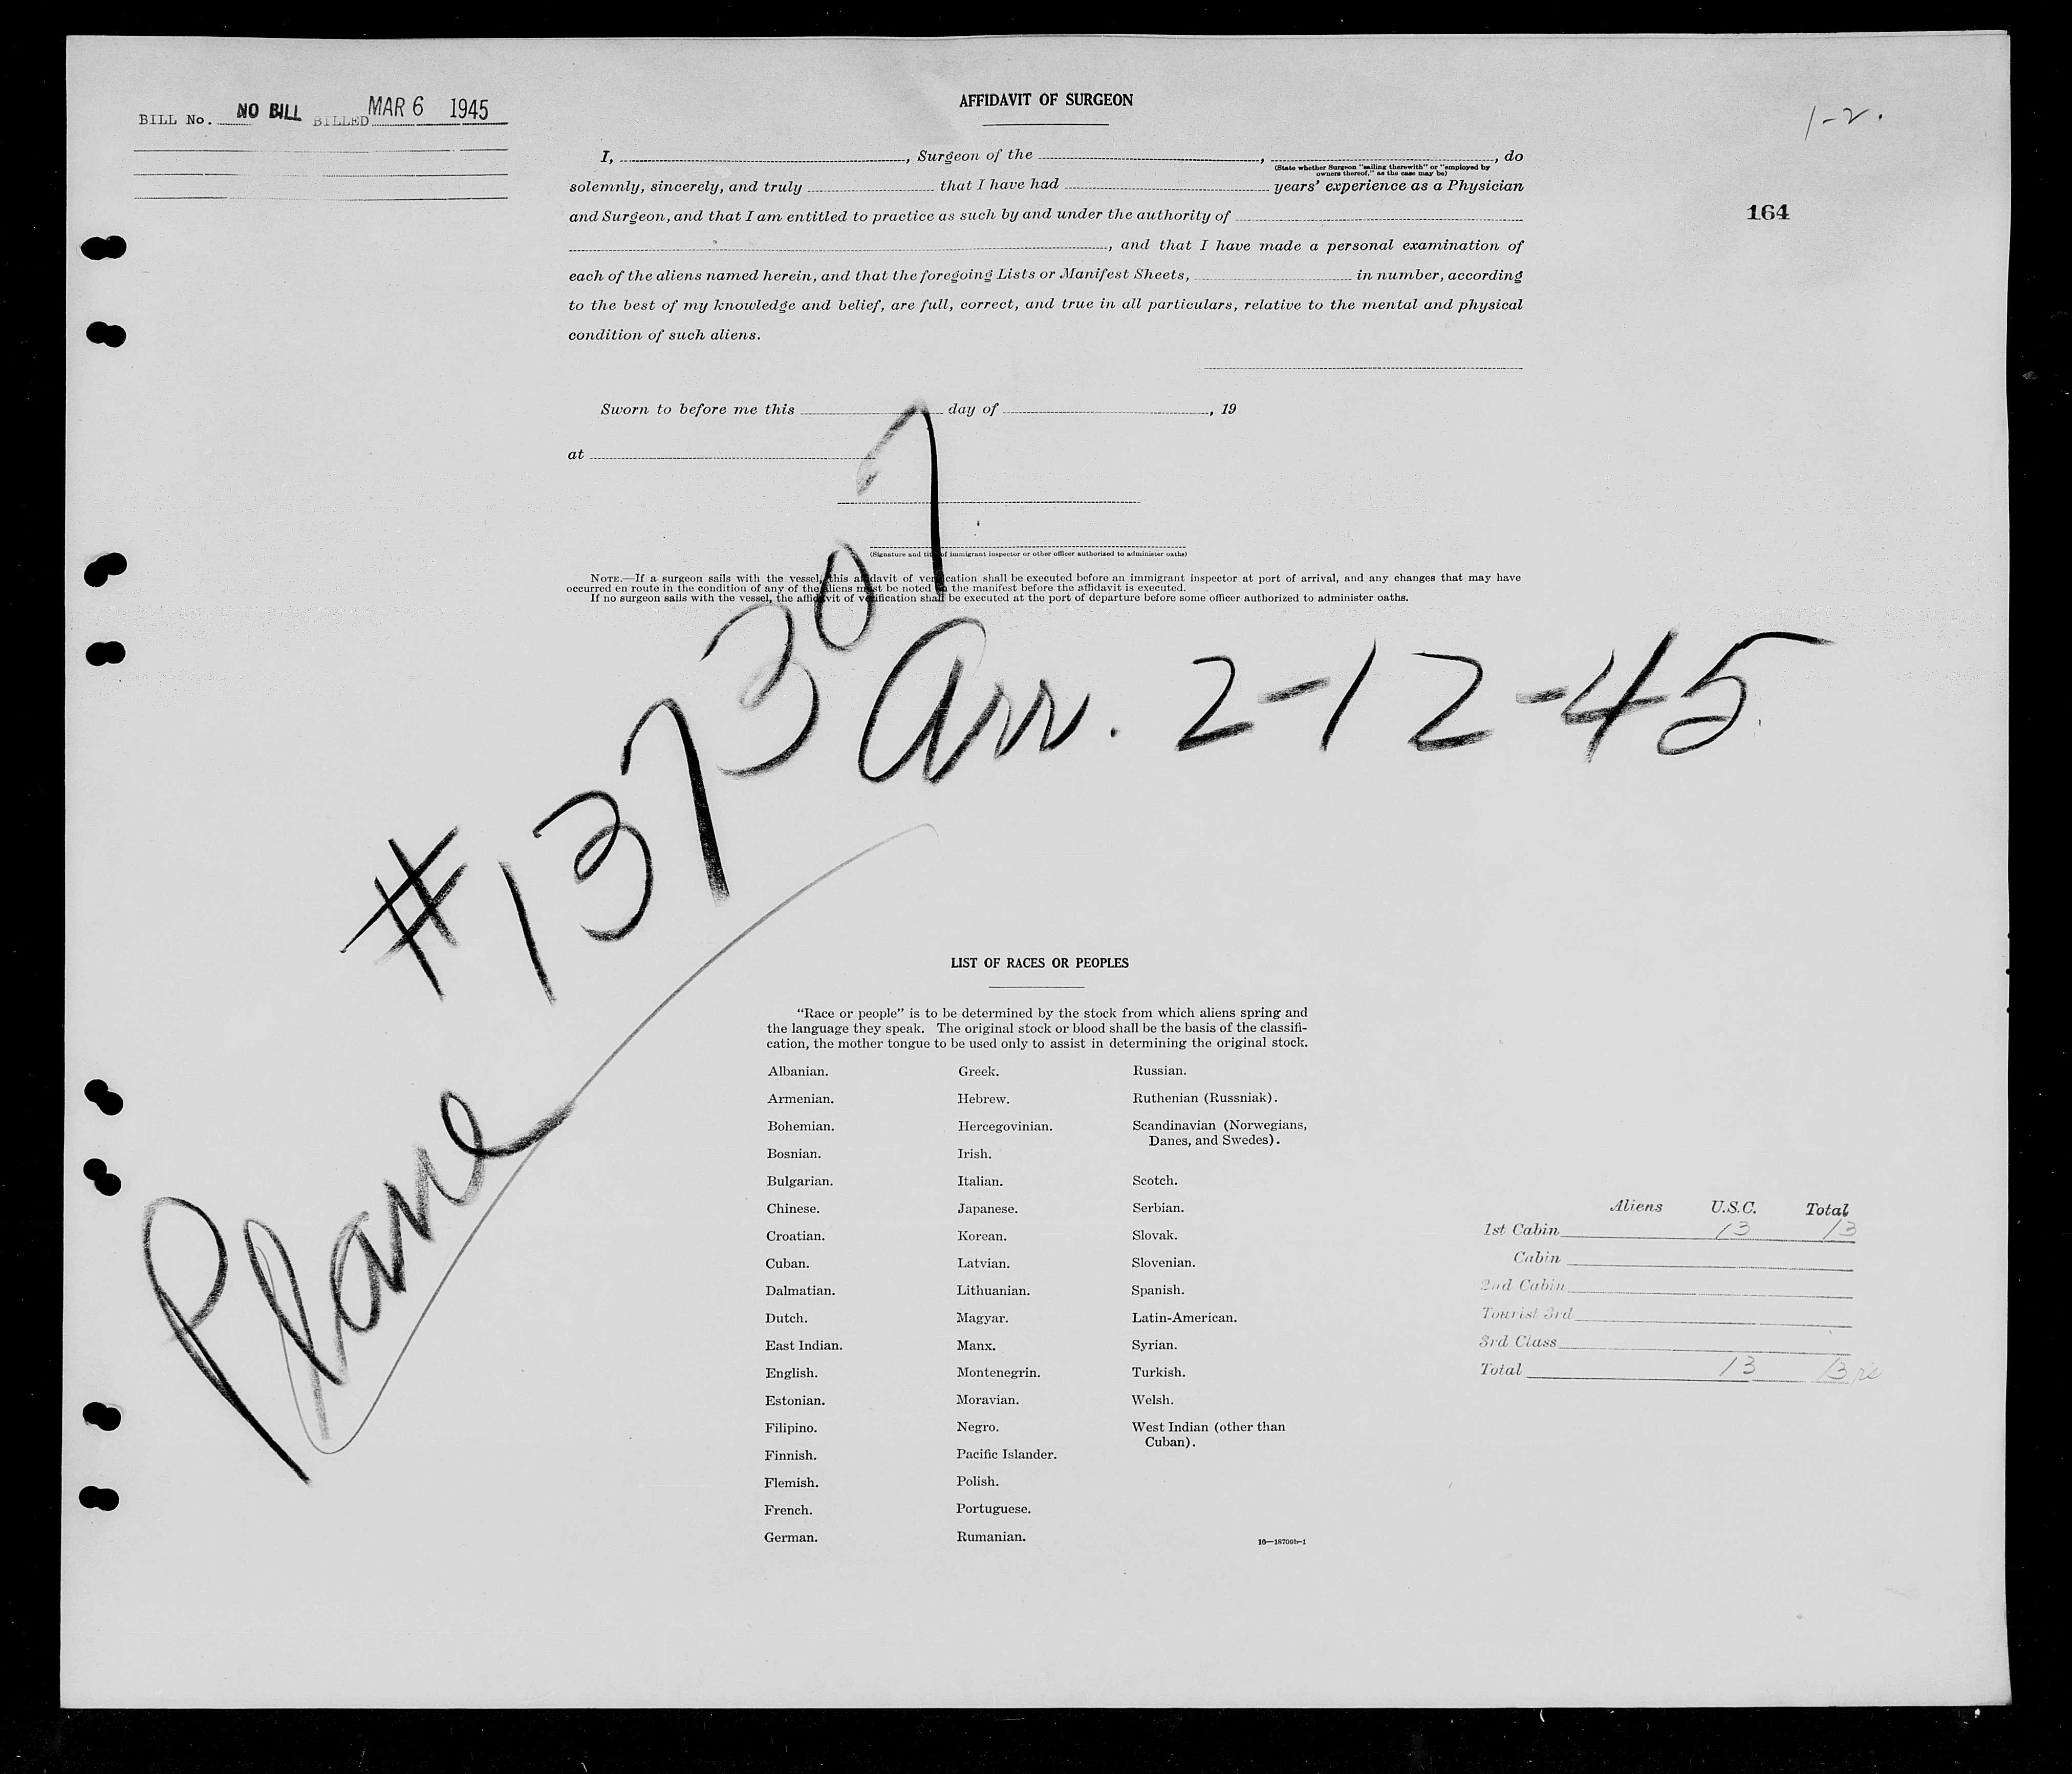 BILL No. NO BILL BILLED MAR 6 1945
AFFIDAVIT OF SURGEON
1-2.
164
I, , Surgeon of the , , do
(State whether Surgeon "sailing therewith" or "employed by
owners thereof," as the case may be)
solemnly, sincerely, and truly that I have had years' experience as a Physician
and Surgeon, and that I am entitled to practice as such by and under the authority of
, and that I have made a personal examination of
each of the aliens named herein, and that the foregoing Lists or Manifest Sheets, in number, according
to the best of my knowledge and belief, are full, correct, and true in all particulars, relative to the mental and physical
condition of such aliens.
Sworn to before me this day of , 19
at
(Signature and title of immigrant inspector or other officer authorized to administer oaths)
NOTE.—If a surgeon sails with the vessel, this affidavit of verification shall be executed before an immigrant inspector at port of arrival, and any changes that may have
occurred en route in the condition of any of the aliens must be noted on the manifest before the affidavit is executed.
If no surgeon sails with the vessel, the affidavit of verification shall be executed at the port of departure before some officer authorized to administer oaths.
Plane #137307
Arr. 2-12-45
LIST OF RACES OR PEOPLES
"Race or people" is to be determined by the stock from which aliens spring and
the language they speak. The original stock or blood shall be the basis of the classifi-
cation, the mother tongue to be used only to assist in determining the original stock.
Albanian.
Armenian.
Bohemian.
Bosnian.
Bulgarian.
Chinese.
Croatian.
Cuban.
Dalmatian.
Dutch.
East Indian.
English.
Estonian.
Filipino.
Finnish.
Flemish.
French.
German.
Greek.
Hebrew.
Hercegovinian.
Irish.
Italian.
Japanese.
Korean.
Latvian.
Lithuanian.
Magyar.
Manx.
Montenegrin.
Moravian.
Negro.
Pacific Islander.
Polish.
Portuguese.
Rumanian.
Russian.
Ruthenian (Russniak).
Scandinavian (Norwegians,
Danes, and Swedes).
Scotch.
Serbian.
Slovak.
Slovenian.
Spanish.
Latin-American.
Syrian.
Turkish.
Welsh.
West Indian (other than
Cuban).
16—18709b-1
Aliens U.S.C. Total
1st Cabin 13 13
Cabin
2nd Cabin
Tourist 3rd
3rd Class
Total 13 13